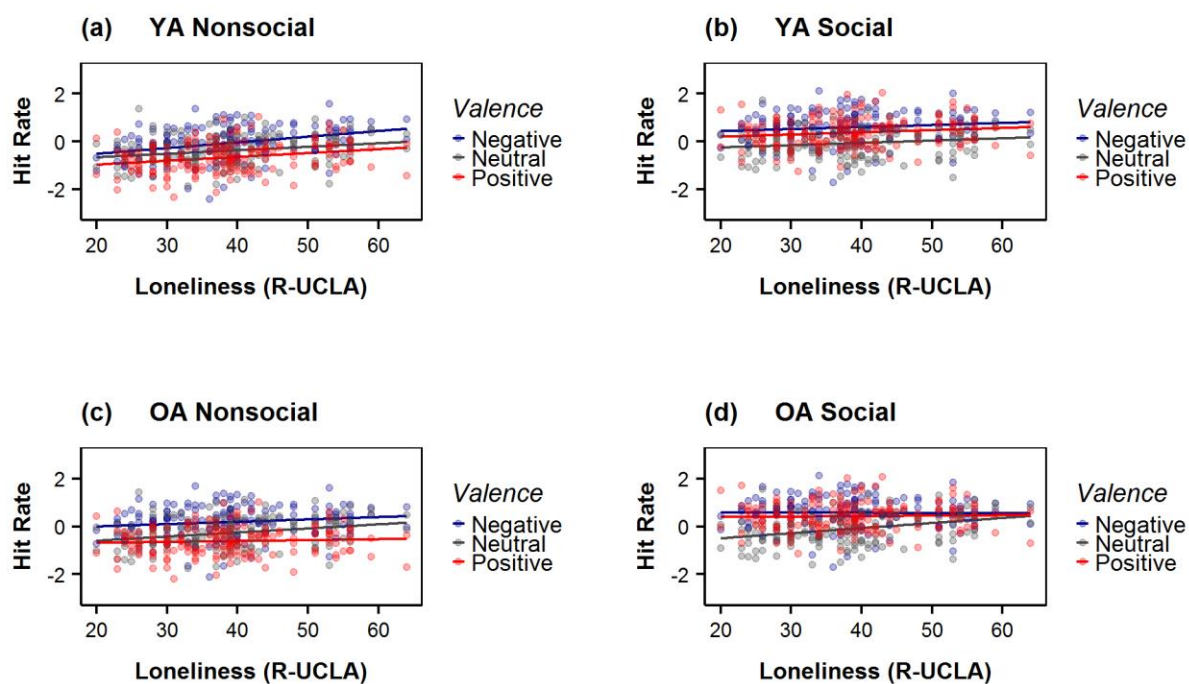 (a) YA Nonsocial
Hit Rate
2
0
-2
20 30 40 50 60
Loneliness (R-UCLA)
Valence
Negative
Neutral
Positive
(b) YA Social
Hit Rate
2
0
-2
20 30 40 50 60
Loneliness (R-UCLA)
Valence
Negative
Neutral
Positive
(c) OA Nonsocial
Hit Rate
2
0
-2
20 30 40 50 60
Loneliness (R-UCLA)
Valence
Negative
Neutral
Positive
(d) OA Social
Hit Rate
2
0
-2
20 30 40 50 60
Loneliness (R-UCLA)
Valence
Negative
Neutral
Positive